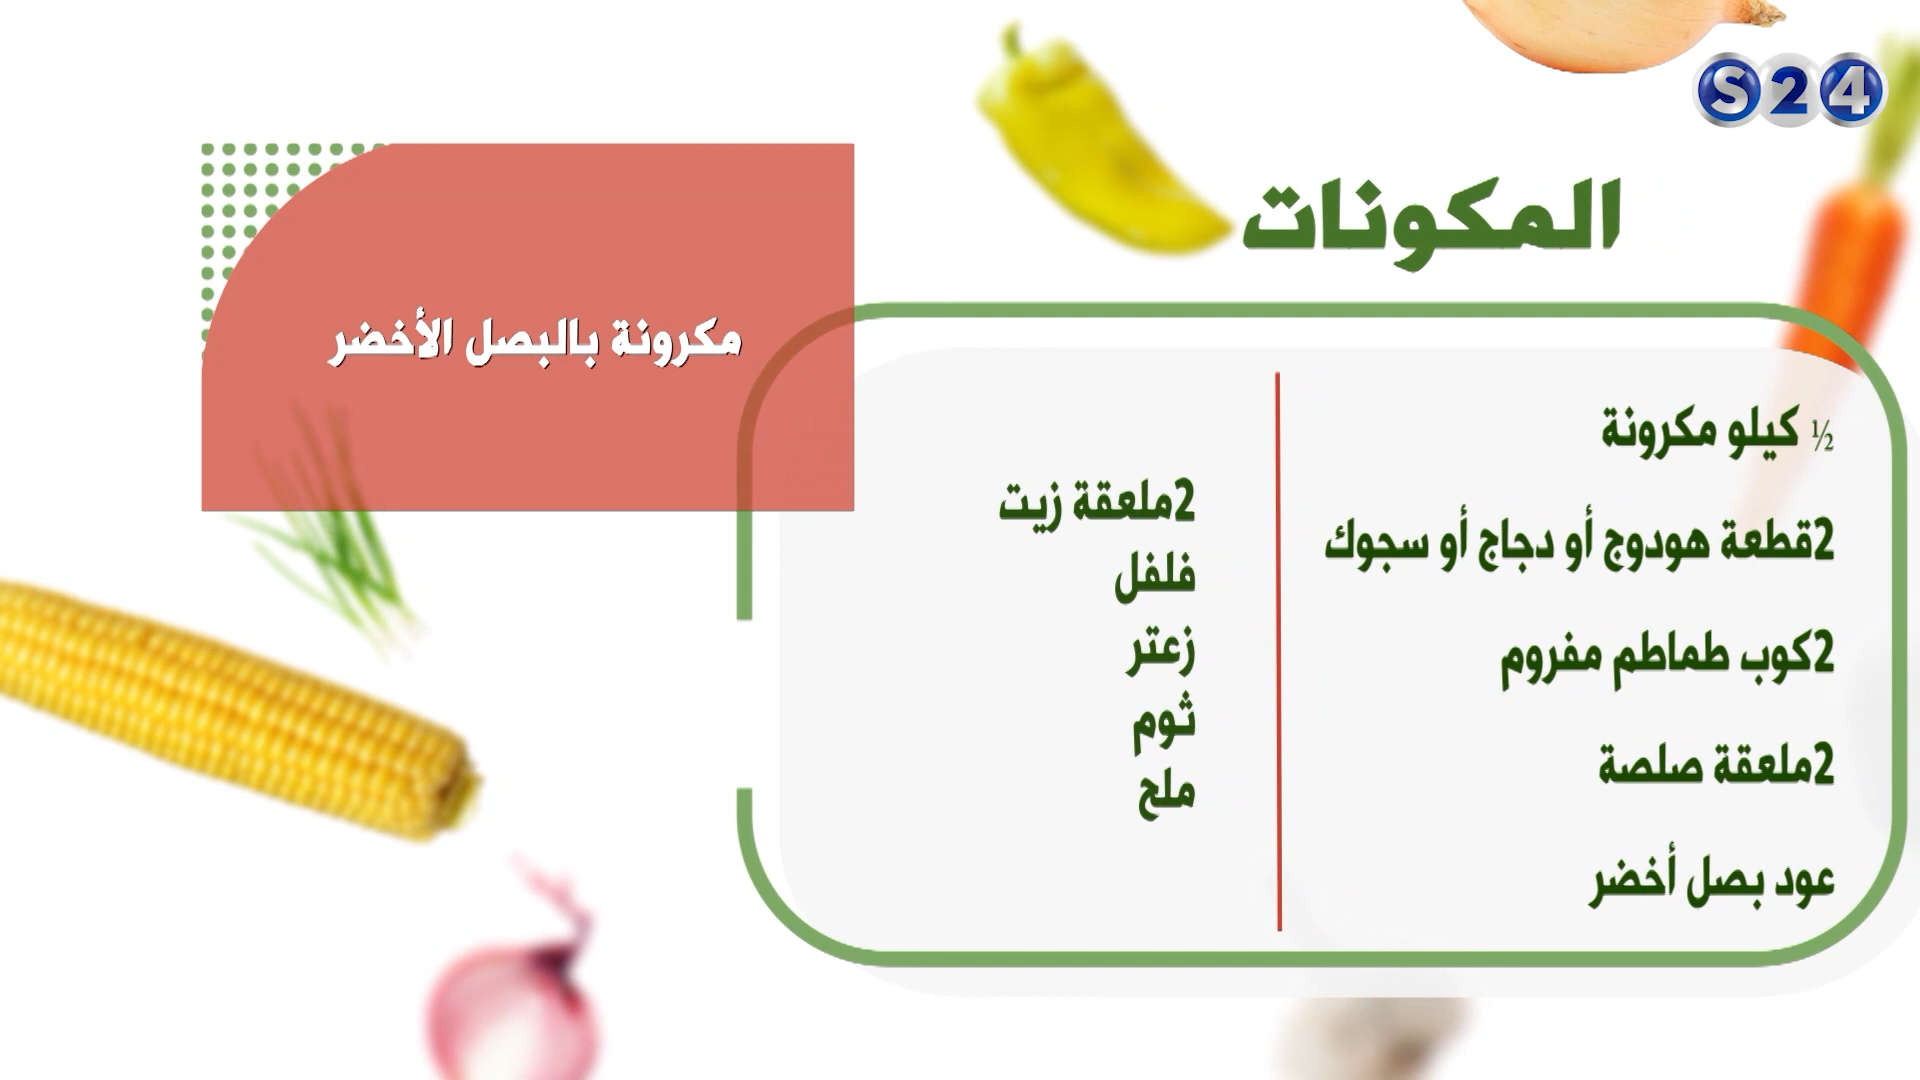 S24
المكونات
مكرونة بالبصل الأخضر
½ كيلو مكرونة
2قطعة هودوج أو دجاج أو سجوك
2كوب طماطم مفروم
2ملعقة صلصة
عود بصل أخضر
2ملعقة زيت
فلفل
زعتر
ثوم
ملح